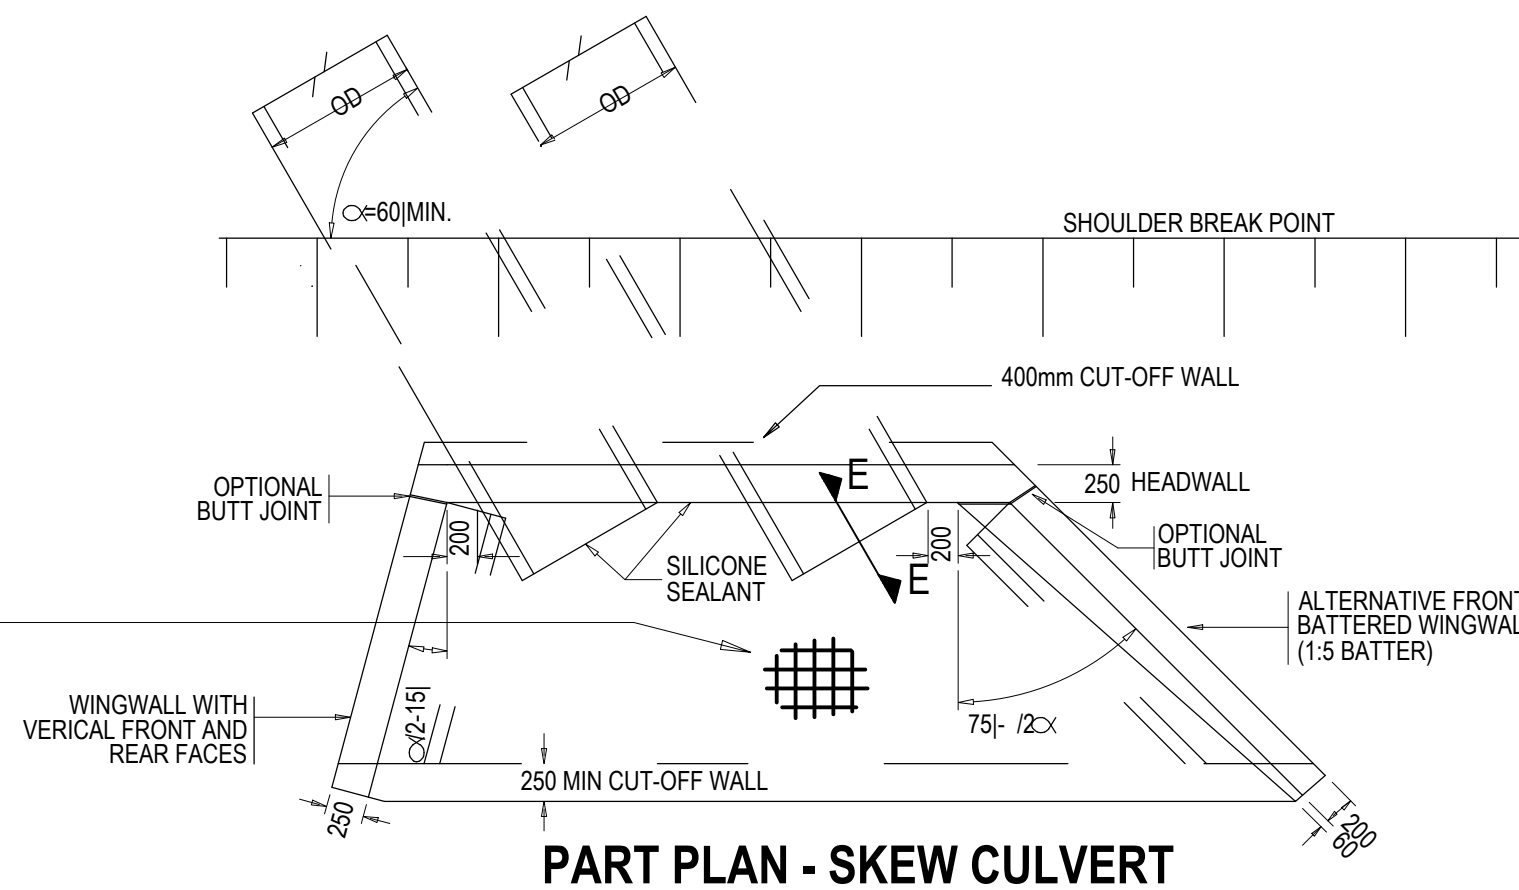 OD
OD
∝=60|MIN.
SHOULDER BREAK POINT
400mm CUT-OFF WALL
OPTIONAL
BUTT JOINT
E
250 HEADWALL
200
200
SILICONE
SEALANT
E
OPTIONAL
BUTT JOINT
ALTERNATIVE FRONT
BATTERED WINGWAL
(1:5 BATTER)
WINGWALL WITH
VERICAL FRONT AND
REAR FACES
∝/2-15|
75|- /2∝
250 MIN CUT-OFF WALL
250
200
60
PART PLAN - SKEW CULVERT